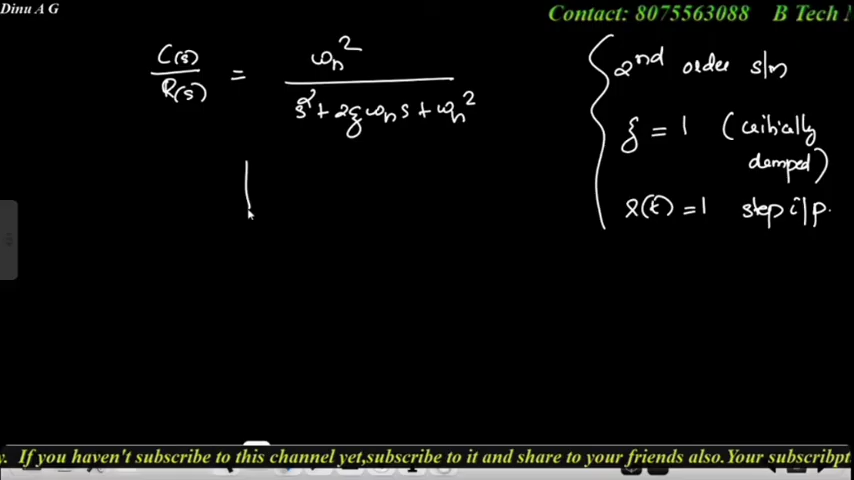 Dinu A G
Contact: 8075563088 B Tech
C(s) / R(s) = ωn² / s² + 2ξωn s + ωn²
2nd order s/m
ξ = 1 (critically damped)
r(t) = 1 step i/p.
y. If you haven't subscribe to this channel yet,subscribe to it and share to your friends also.Your subscribpt